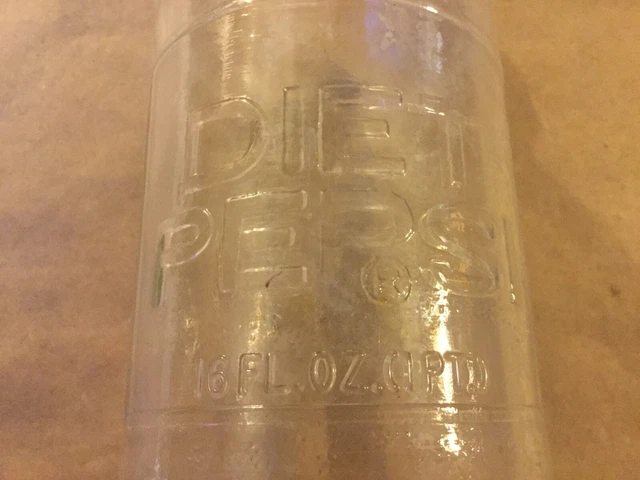 DIET
PEPSI
®
16 FL. OZ. (1 PT.)